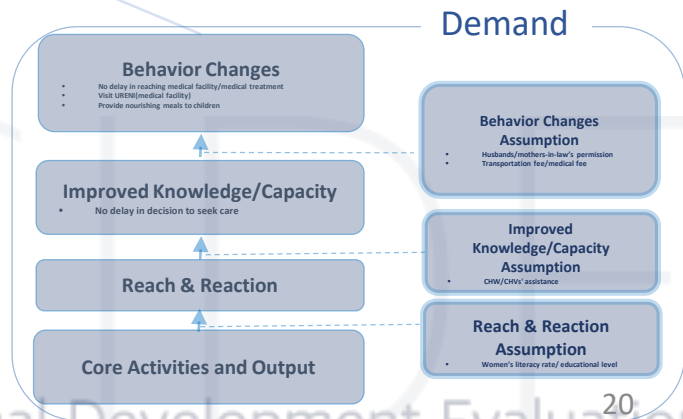 Demand
Behavior Changes
• No delay in reaching medical facility/medical treatment
• Visit URENI(medical facility)
• Provide nourishing meals to children
Improved Knowledge/Capacity
• No delay in decision to seek care
Reach & Reaction
Core Activities and Output
Behavior Changes
Assumption
• Husbands/mothers-in-law's permission
• Transportation fee/medical fee
Improved
Knowledge/Capacity
Assumption
• CHW/CHVs' assistance
Reach & Reaction
Assumption
• Women's literacy rate/ educational level
20